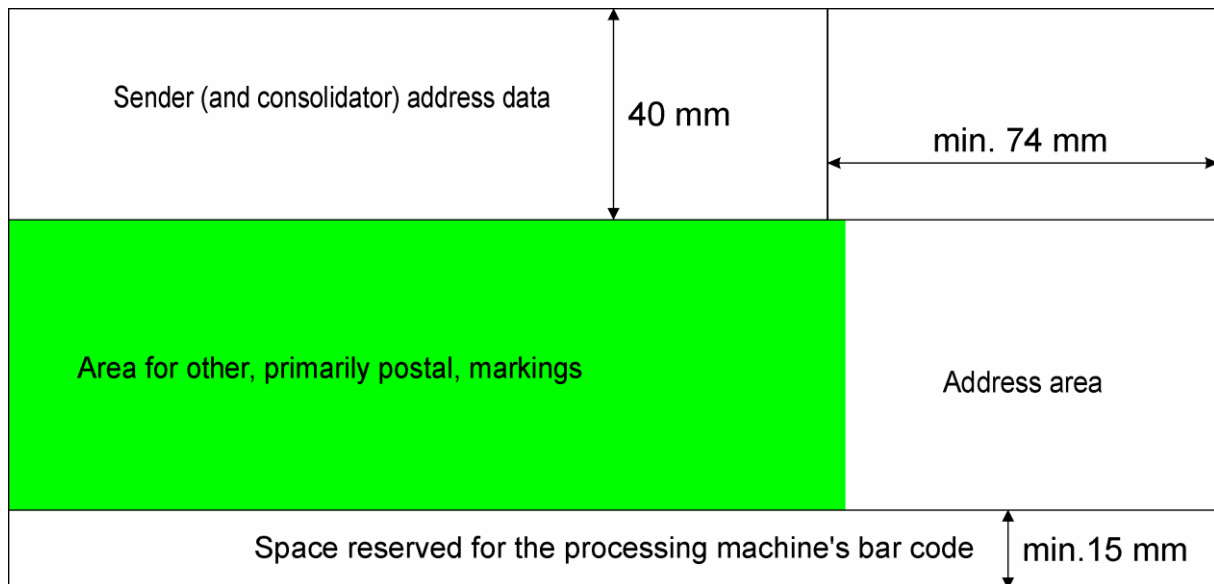 Sender (and consolidator) address data
40 mm
min. 74 mm
Area for other, primarily postal, markings
Address area
Space reserved for the processing machine's bar code
min.15 mm